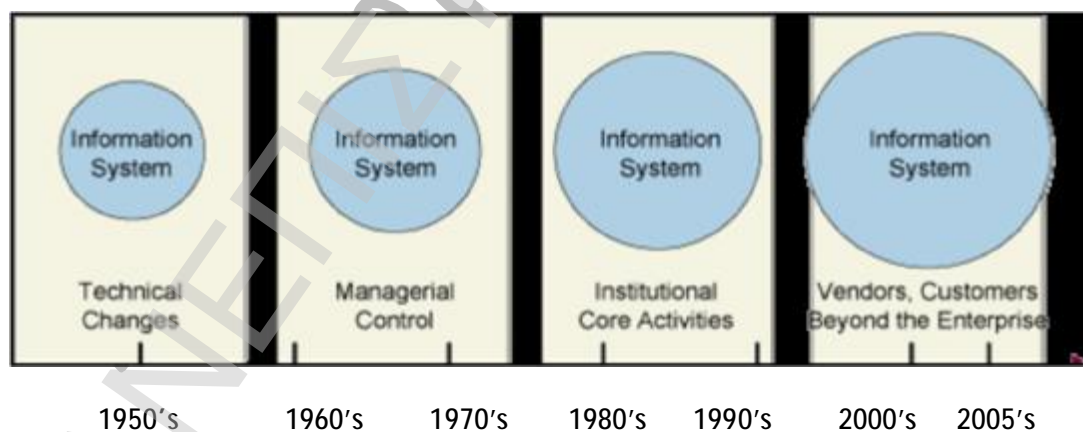 Information
System
Technical
Changes
Information
System
Managerial
Control
Information
System
Institutional
Core Activities
Information
System
Vendors, Customers
Beyond the Enterprise
1950's 1960's 1970's 1980's 1990's 2000's 2005's